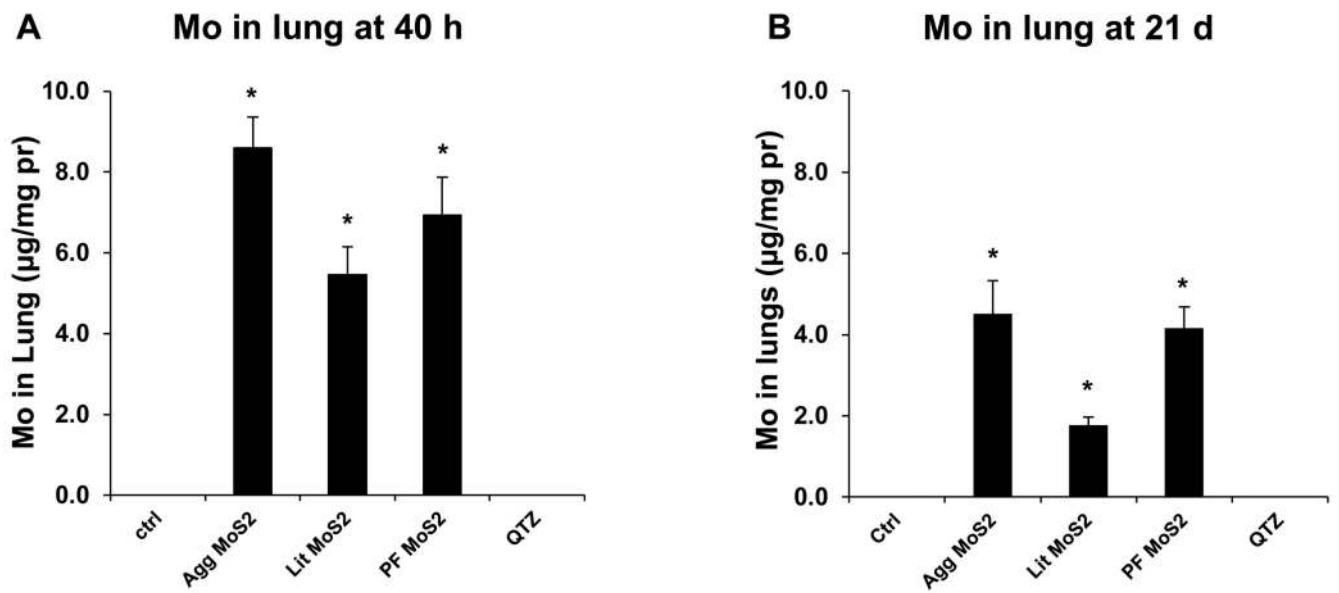 A Mo in lung at 40 h
Mo in Lung (µg/mg pr)
10.0
8.0
6.0
4.0
2.0
0.0
*
*
*
ctrl
Agg MoS2
Lit MoS2
PF MoS2
QTZ
B Mo in lung at 21 d
Mo in lungs (µg/mg pr)
10.0
8.0
6.0
4.0
2.0
0.0
*
*
*
Ctrl
Agg MoS2
Lit MoS2
PF MoS2
QTZ